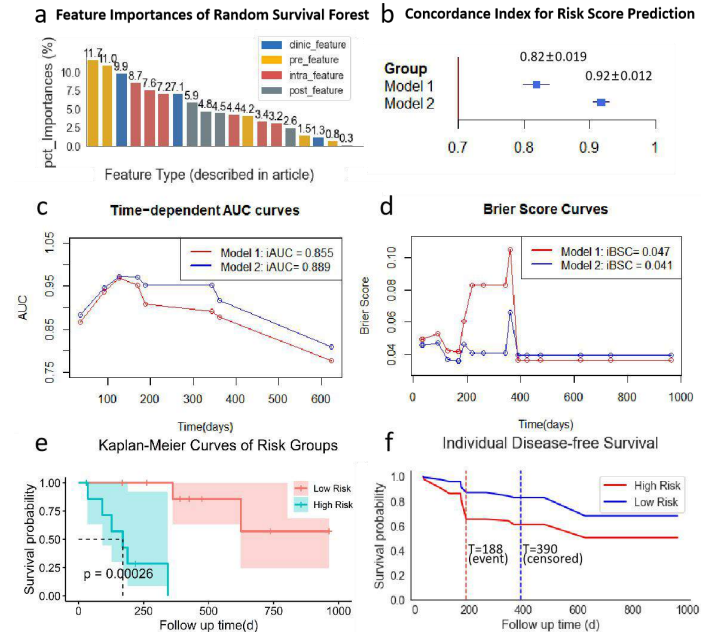 a Feature Importances of Random Survival Forest
pct_Importances (%)
10.0
7.5
5.0
2.5
0.0
11.7 11.0 9.9 8.7 7.6 7.2 7.1 5.9 4.8 4.5 4.4 4.2 3.4 3.2 2.6 1.5 1.3 0.8 0.3
clinic_feature
pre_feature
intra_feature
post_feature
Feature Type (described in article)
b Concordance Index for Risk Score Prediction
0.82±0.019
Group
0.92±0.012
Model 1
Model 2
0.7 0.8 0.9 1
c Time-dependent AUC curves
AUC
1.05
0.95
0.85
0.75
Model 1: iAUC = 0.855
Model 2: iAUC= 0.889
0 100 200 300 400 500 600
Time(days)
d Brier Score Curves
Brier Score
0.10
0.08
0.06
0.04
Model 1: iBSC= 0.047
Model 2: iBSC= 0.041
0 200 400 600 800 1000
Time(days)
e Kaplan-Meier Curves of Risk Groups
Survival probability
1.00
0.75
0.50
0.25
0.00
Low Risk
High Risk
p = 0.00026
0 250 500 750 1000
Follow up time(d)
f Individual Disease-free Survival
Survival probability
1.0
0.8
0.6
0.4
0.2
0.0
High Risk
Low Risk
T=188
(event)
T=390
(censored)
0 200 400 600 800 1000
Follow up time (d)